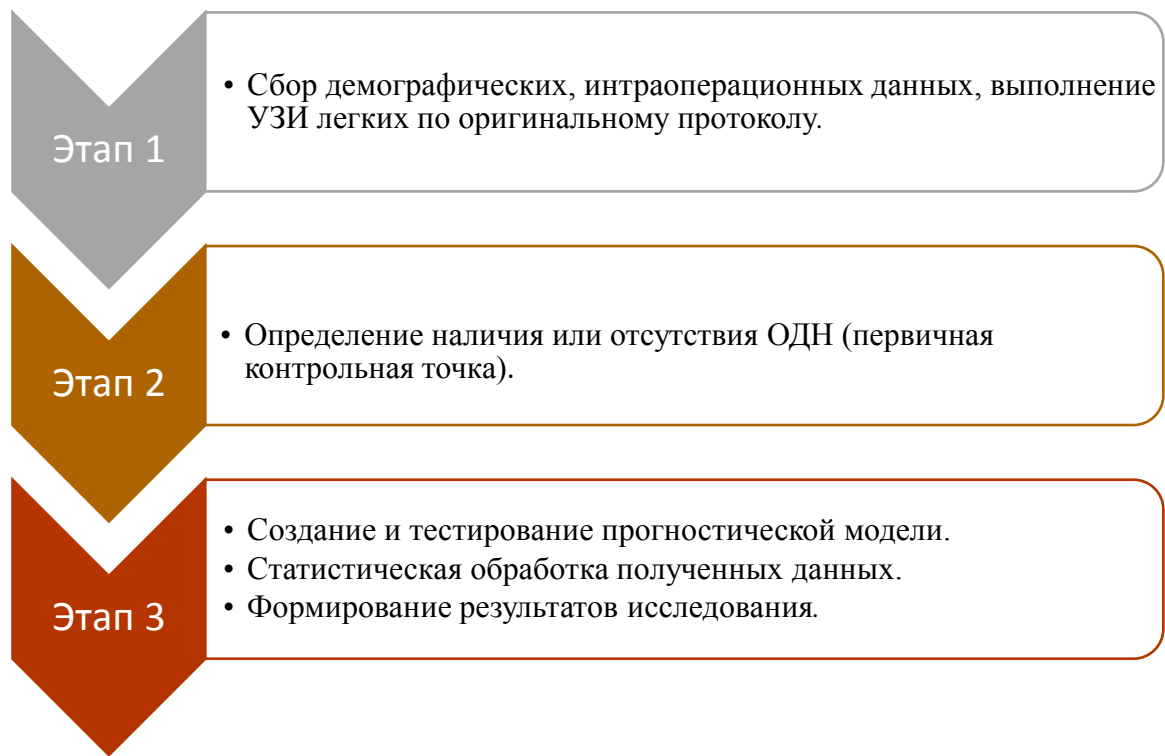 Этап 1
• Сбор демографических, интраоперационных данных, выполнение
УЗИ легких по оригинальному протоколу.
Этап 2
• Определение наличия или отсутствия ОДН (первичная
контрольная точка).
Этап 3
• Создание и тестирование прогностической модели.
• Статистическая обработка полученных данных.
• Формирование результатов исследования.